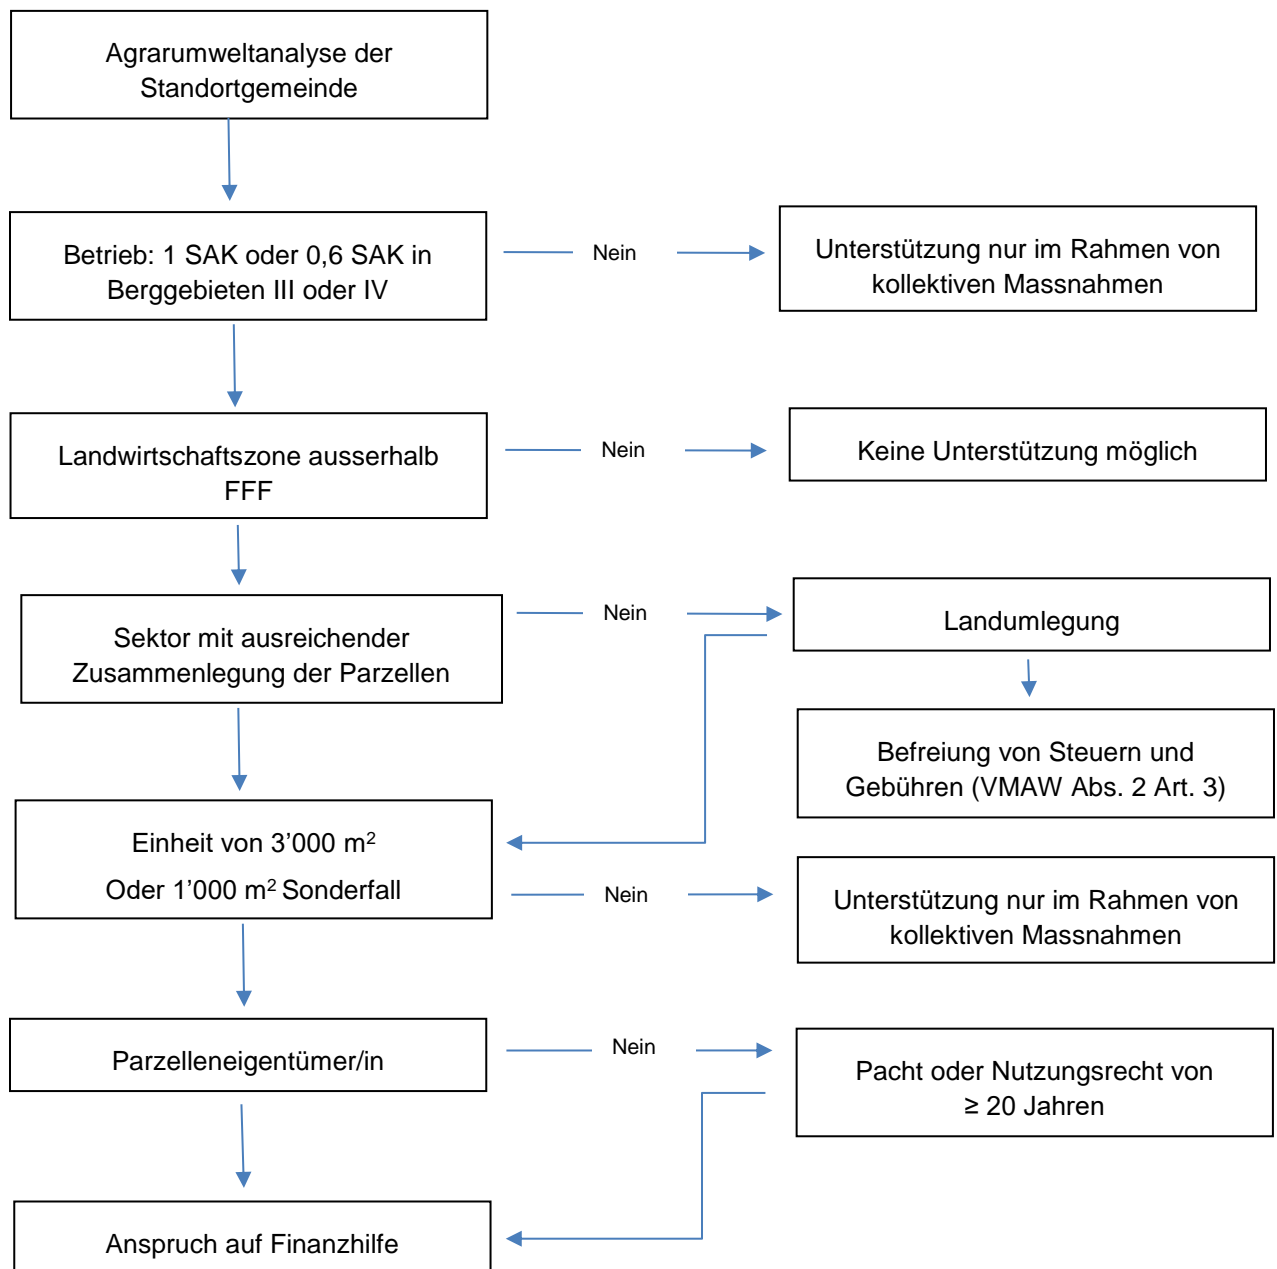 Agrarumweltanalyse der
Standortgemeinde
Betrieb: 1 SAK oder 0,6 SAK in
Berggebieten III oder IV
Nein
Unterstützung nur im Rahmen von
kollektiven Massnahmen
Landwirtschaftszone ausserhalb
FFF
Nein
Keine Unterstützung möglich
Sektor mit ausreichender
Zusammenlegung der Parzellen
Nein
Landumlegung
Befreiung von Steuern und
Gebühren (VMAW Abs. 2 Art. 3)
Einheit von 3’000 m²
Oder 1’000 m² Sonderfall
Nein
Unterstützung nur im Rahmen von
kollektiven Massnahmen
Parzelleneigentümer/in
Nein
Pacht oder Nutzungsrecht von
≥ 20 Jahren
Anspruch auf Finanzhilfe